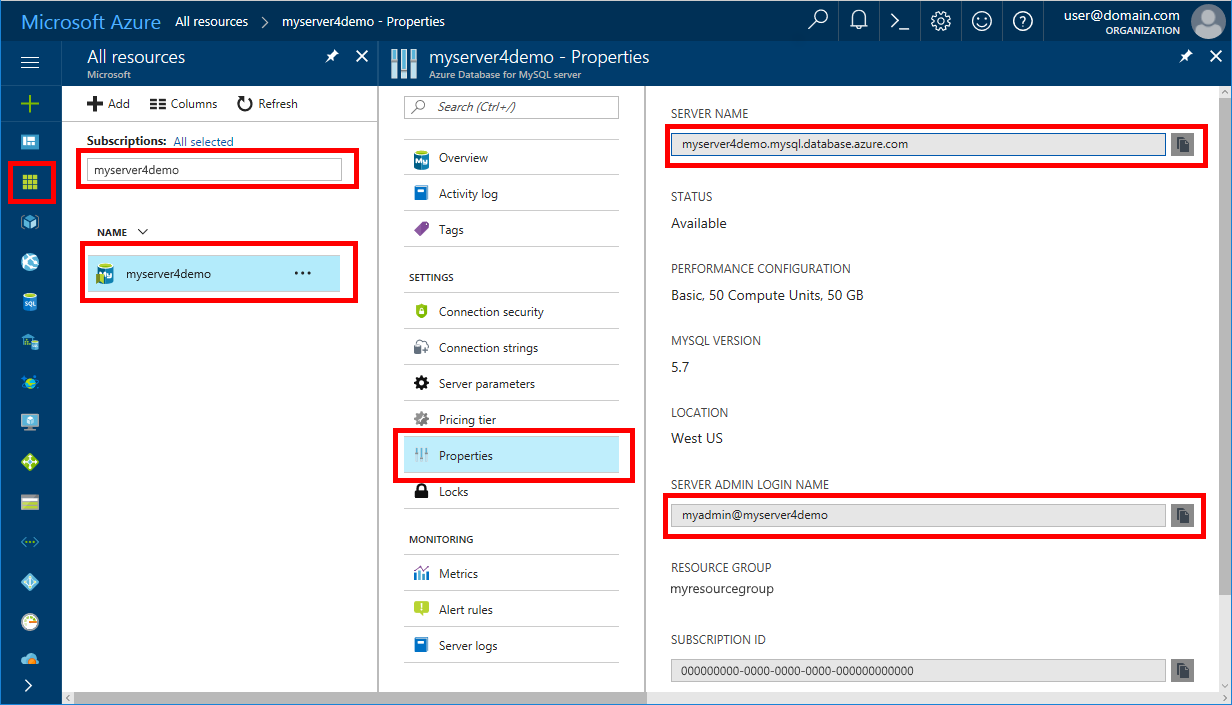 Microsoft Azure
All resources
myserver4demo - Properties
user@domain.com
ORGANIZATION
All resources
Microsoft
Add
Columns
Refresh
Subscriptions: All selected
myserver4demo
NAME
myserver4demo
myserver4demo - Properties
Azure Database for MySQL server
Search (Ctrl+/)
Overview
Activity log
Tags
SETTINGS
Connection security
Connection strings
Server parameters
Pricing tier
Properties
Locks
MONITORING
Metrics
Alert rules
Server logs
SERVER NAME
myserver4demo.mysql.database.azure.com
STATUS
Available
PERFORMANCE CONFIGURATION
Basic, 50 Compute Units, 50 GB
MYSQL VERSION
5.7
LOCATION
West US
SERVER ADMIN LOGIN NAME
myadmin@myserver4demo
RESOURCE GROUP
myresourcegroup
SUBSCRIPTION ID
000000000-0000-0000-0000-000000000000
SQL
My
My